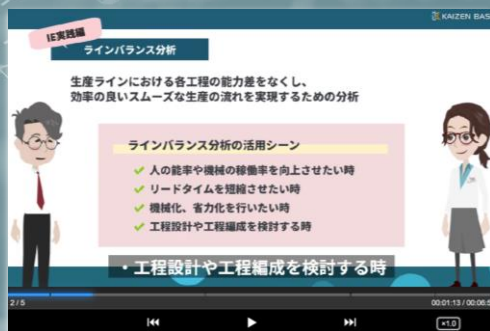 KAIZEN BAS
IE実践編
ラインバランス分析
生産ラインにおける各工程の能力差をなくし、
効率の良いスムーズな生産の流れを実現するための分析
ラインバランス分析の活用シーン
✓ 人の能率や機械の稼働率を向上させたい時
✓ リードタイムを短縮させたい時
✓ 機械化、省力化を行いたい時
✓ 工程設計や工程編成を検討する時
・工程設計や工程編成を検討する時
2/5
00:01:13 / 00:06:5
×1.0